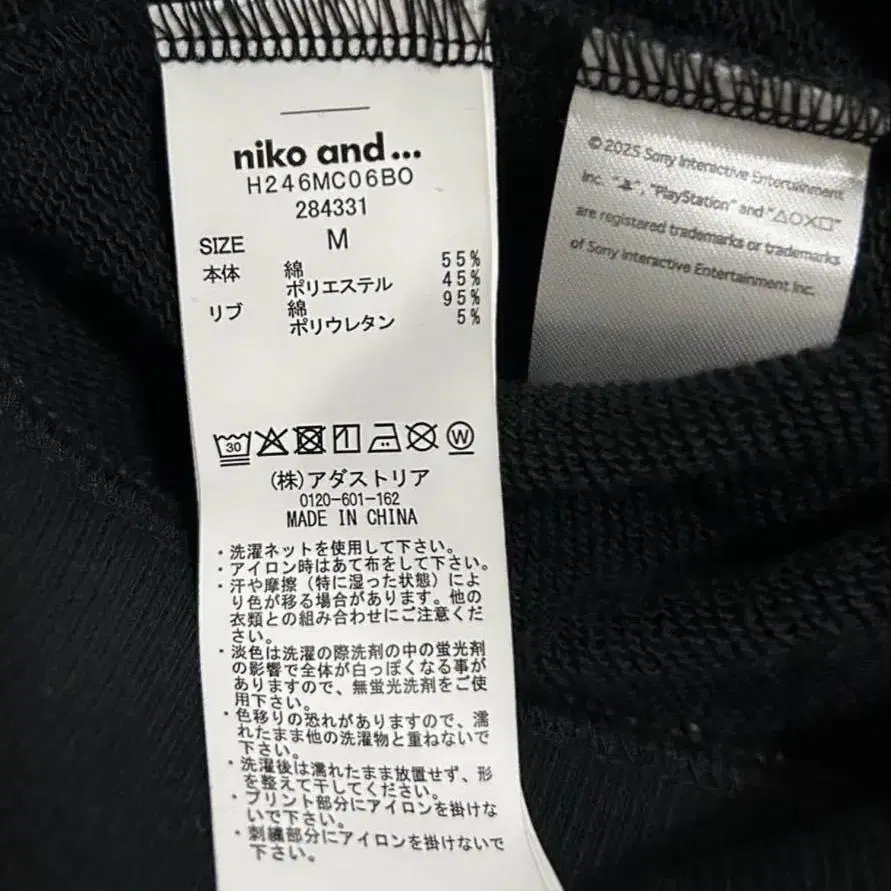 niko and...
H246MC06BO
284331
SIZE M
本体 綿 55%
ポリエステル 45%
リブ 綿 95%
ポリウレタン 5%
30
W
(株)アダストリア
0120-601-162
MADE IN CHINA
・洗濯ネットを使用して下さい。
・アイロン時はあて布をして下さい。
・汗や摩擦(特に湿った状態)によ
り色が移る場合があります。他の
衣類との組み合わせにご注意くだ
さい。
・淡色は洗濯の際洗剤の中の蛍光剤
の影響で全体が白っぽくなる事が
ありますので、無蛍光洗剤をご使
用下さい。
・色移りの恐れがありますので、濡
れたまま他の洗濯物と重ねないで
下さい。
・洗濯後は濡れたまま放置せず、形
を整えて干してください。
・プリント部分にアイロンを掛けな
いで下さい。
・刺繍部分にアイロンを掛けないで
下さい。
©2025 Sony Interactive Entertainment
Inc. "", "PlayStation" and "△○×□"
are registered trademarks or trademarks
of Sony Interactive Entertainment Inc.